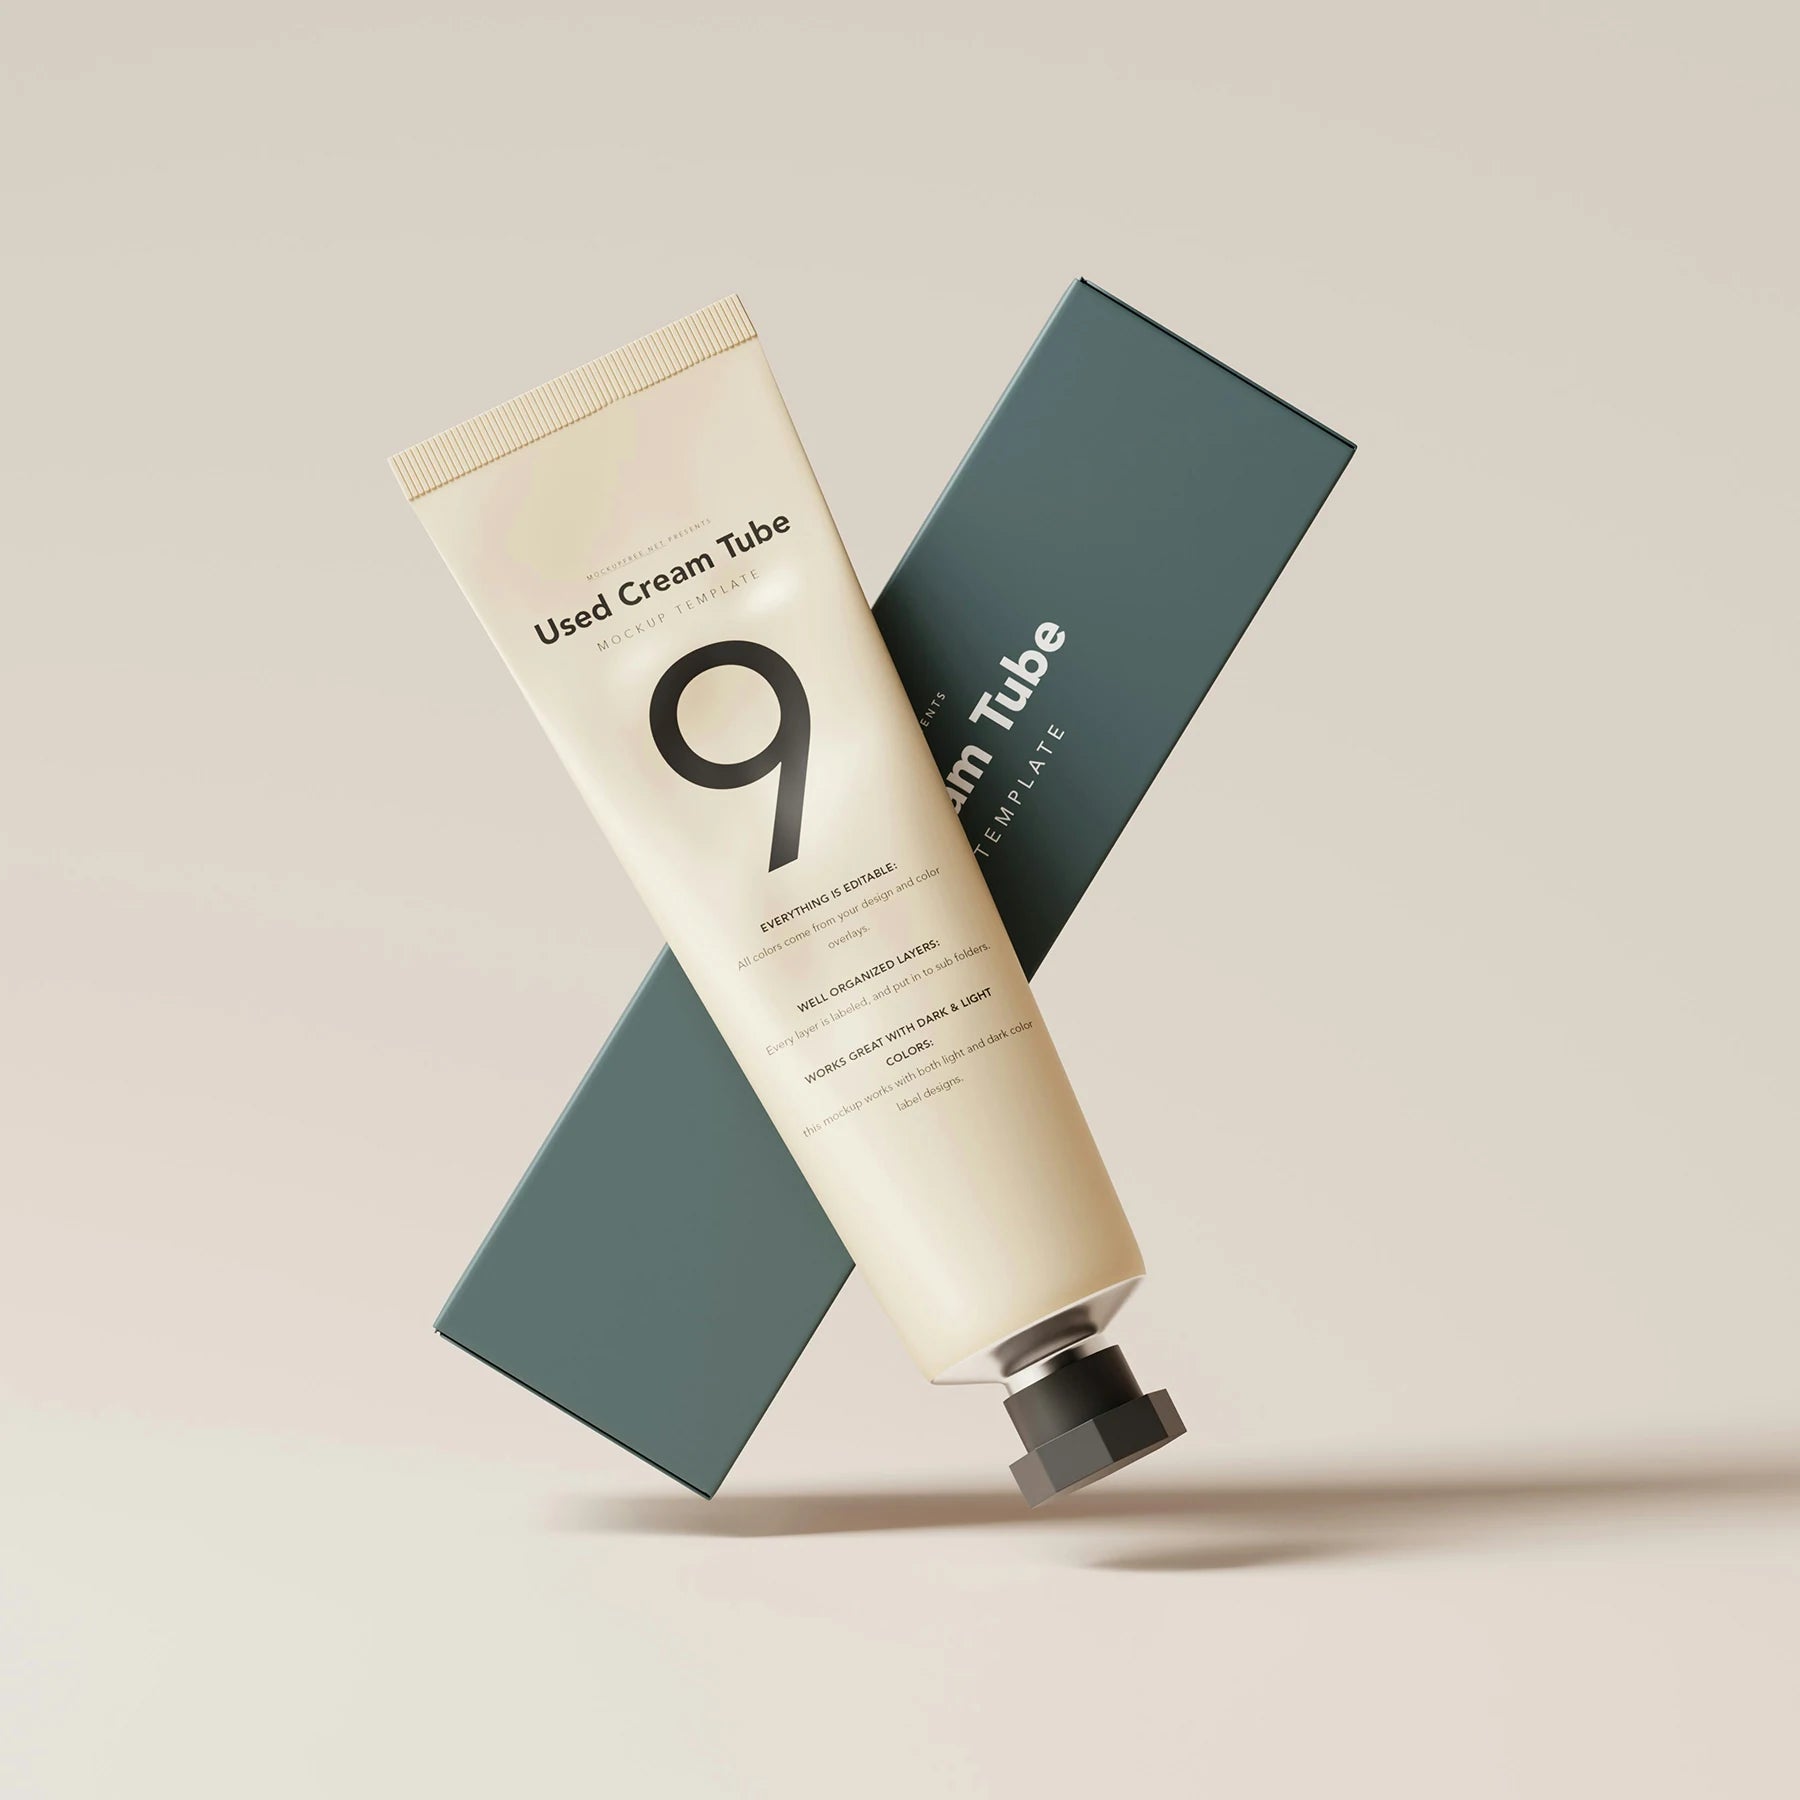 MOCKUPFREE.NET PRESENTS
Used Cream Tube
MOCKUP TEMPLATE
9
EVERYTHING IS EDITABLE:
All colors come from your design and color
overlays.
WELL ORGANIZED LAYERS:
Every layer is labeled, and put in to sub folders.
WORKS GREAT WITH DARK & LIGHT
COLORS:
this mockup works with both light and dark color
label designs.
ENTS
am Tube
TEMPLATE